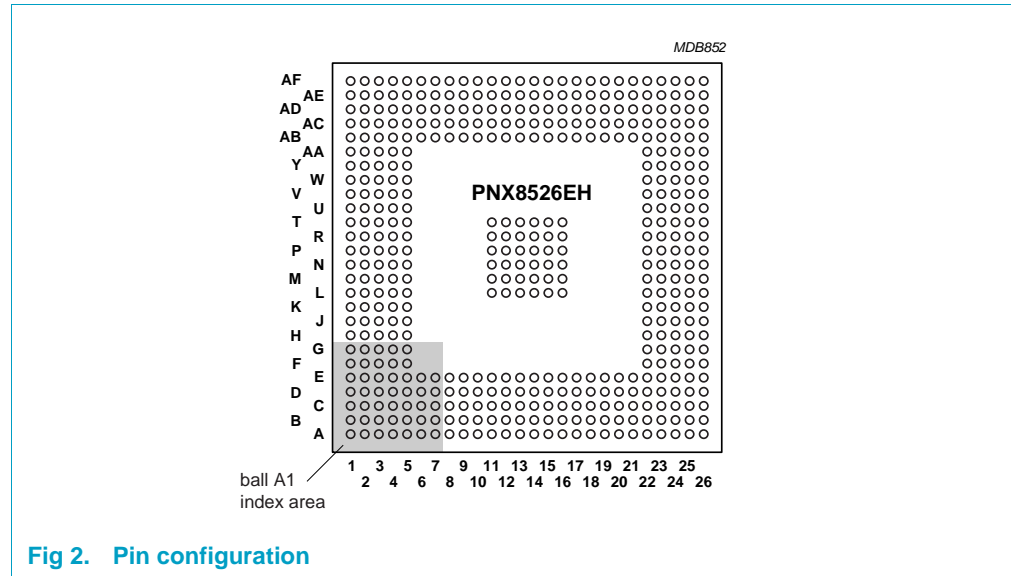 MDB852
AF
AE
AD
AC
AB
AA
Y
W
V
U
T
R
P
N
M
L
K
J
H
G
F
E
D
C
B
A
PNX8526EH
1 3 5 7 9 11 13 15 17 19 21 23 25
2 4 6 8 10 12 14 16 18 20 22 24 26
ball A1
index area
Fig 2. Pin configuration